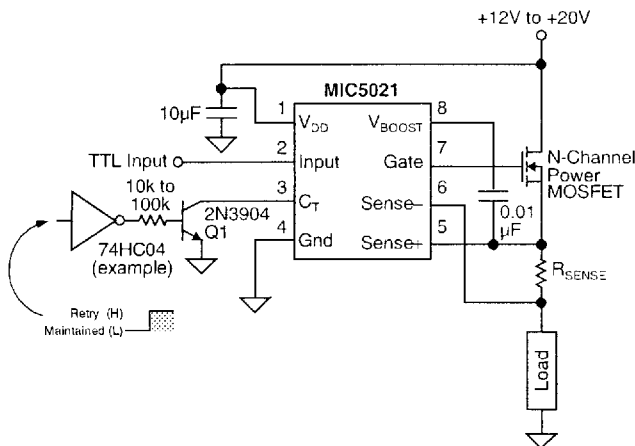 +12V to +20V
MIC5021
10µF
1
8
VDD
VBOOST
2
7
TTL Input
Input
Gate
N-Channel
Power
MOSFET
10k to
100k
3
6
2N3904
Q1
CT
Sense–
0.01
µF
4
5
74HC04
(example)
Gnd
Sense+
RSENSE
Retry (H)
Maintained (L)
Load